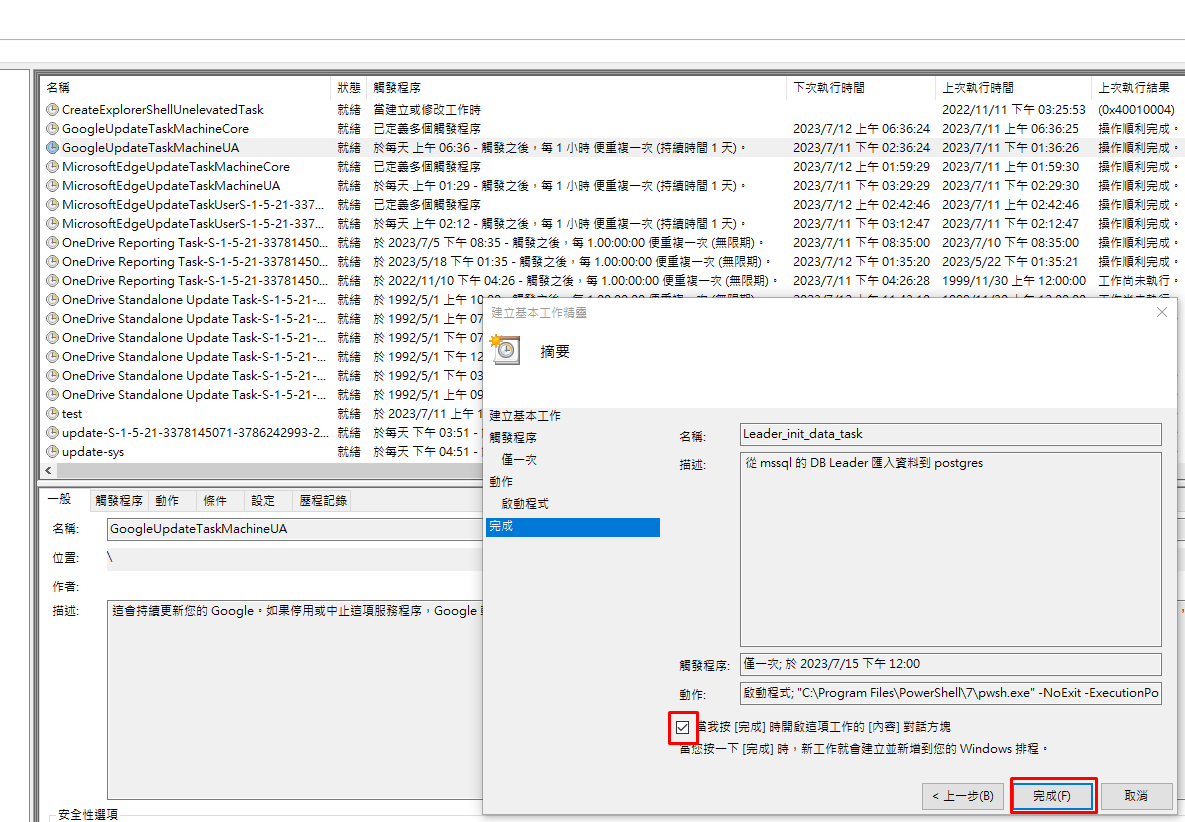 名稱 狀態 觸發程序 下次執行時間 上次執行時間 上次執行結果
CreateExplorerShellUnelevatedTask 就緒 當建立或修改工作時 2022/11/11 下午 03:25:53 (0x40010004)
GoogleUpdateTaskMachineCore 就緒 已定義多個觸發程序 2023/7/12 上午 06:36:24 2023/7/11 上午 06:36:25 操作順利完成。
GoogleUpdateTaskMachineUA 就緒 於每天 上午 06:36 - 觸發之後，每 1 小時 便重複一次 (持續時間 1 天)。 2023/7/11 下午 02:36:24 2023/7/11 下午 01:36:26 操作順利完成。
MicrosoftEdgeUpdateTaskMachineCore 就緒 已定義多個觸發程序 2023/7/12 上午 01:59:29 2023/7/11 上午 01:59:30 操作順利完成。
MicrosoftEdgeUpdateTaskMachineUA 就緒 於每天 上午 01:29 - 觸發之後，每 1 小時 便重複一次 (持續時間 1 天)。 2023/7/11 下午 03:29:29 2023/7/11 下午 02:29:30 操作順利完成。
MicrosoftEdgeUpdateTaskUserS-1-5-21-337... 就緒 已定義多個觸發程序 2023/7/12 上午 02:42:46 2023/7/11 上午 02:42:46 操作順利完成。
MicrosoftEdgeUpdateTaskUserS-1-5-21-337... 就緒 於每天 上午 02:12 - 觸發之後，每 1 小時 便重複一次 (持續時間 1 天)。 2023/7/11 下午 03:12:47 2023/7/11 下午 02:12:47 操作順利完成。
OneDrive Reporting Task-S-1-5-21-33781450... 就緒 於 2023/7/5 下午 08:35 - 觸發之後，每 1.00:00:00 便重複一次 (無限期)。 2023/7/11 下午 08:35:00 2023/7/10 下午 08:35:00 操作順利完成。
OneDrive Reporting Task-S-1-5-21-33781450... 就緒 於 2023/5/18 下午 01:35 - 觸發之後，每 1.00:00:00 便重複一次 (無限期)。 2023/7/12 下午 01:35:20 2023/5/22 下午 01:35:21 操作順利完成。
OneDrive Reporting Task-S-1-5-21-33781450... 就緒 於 2022/11/10 下午 04:26 - 觸發之後，每 1.00:00:00 便重複一次 (無限期)。 2023/7/11 下午 04:26:28 1999/11/30 上午 12:00:00 工作尚未執行。
OneDrive Standalone Update Task-S-1-5-21-... 就緒 於 1992/5/1 上午 10
OneDrive Standalone Update Task-S-1-5-21-... 就緒 於 1992/5/1 上午 07
OneDrive Standalone Update Task-S-1-5-21-... 就緒 於 1992/5/1 下午 07
OneDrive Standalone Update Task-S-1-5-21-... 就緒 於 1992/5/1 下午 12
OneDrive Standalone Update Task-S-1-5-21-... 就緒 於 1992/5/1 下午 03
OneDrive Standalone Update Task-S-1-5-21-... 就緒 於 1992/5/1 上午 09
test 就緒 於 2023/7/11 上午 1
update-S-1-5-21-3378145071-3786242993-2... 就緒 於每天 下午 03:51 -
update-sys 就緒 於每天 下午 04:51 -
一般 觸發程序 動作 條件 設定 歷程記錄
名稱: GoogleUpdateTaskMachineUA
位置: \
作者:
描述: 這會持續更新您的 Google。如果停用或中止這項服務程序，Google
安全性選項
建立基本工作精靈
摘要
建立基本工作
觸發程序
僅一次
動作
啟動程式
完成
名稱: Leader_init_data_task
描述: 從 mssql 的 DB Leader 匯入資料到 postgres
觸發程序: 僅一次; 於 2023/7/15 下午 12:00
動作: 啟動程式; "C:\Program Files\PowerShell\7\pwsh.exe" -NoExit -ExecutionPo
當我按 [完成] 時開啟這項工作的 [內容] 對話方塊
當您按一下 [完成] 時，新工作就會建立並新增到您的 Windows 排程。
< 上一步(B) 完成(F) 取消